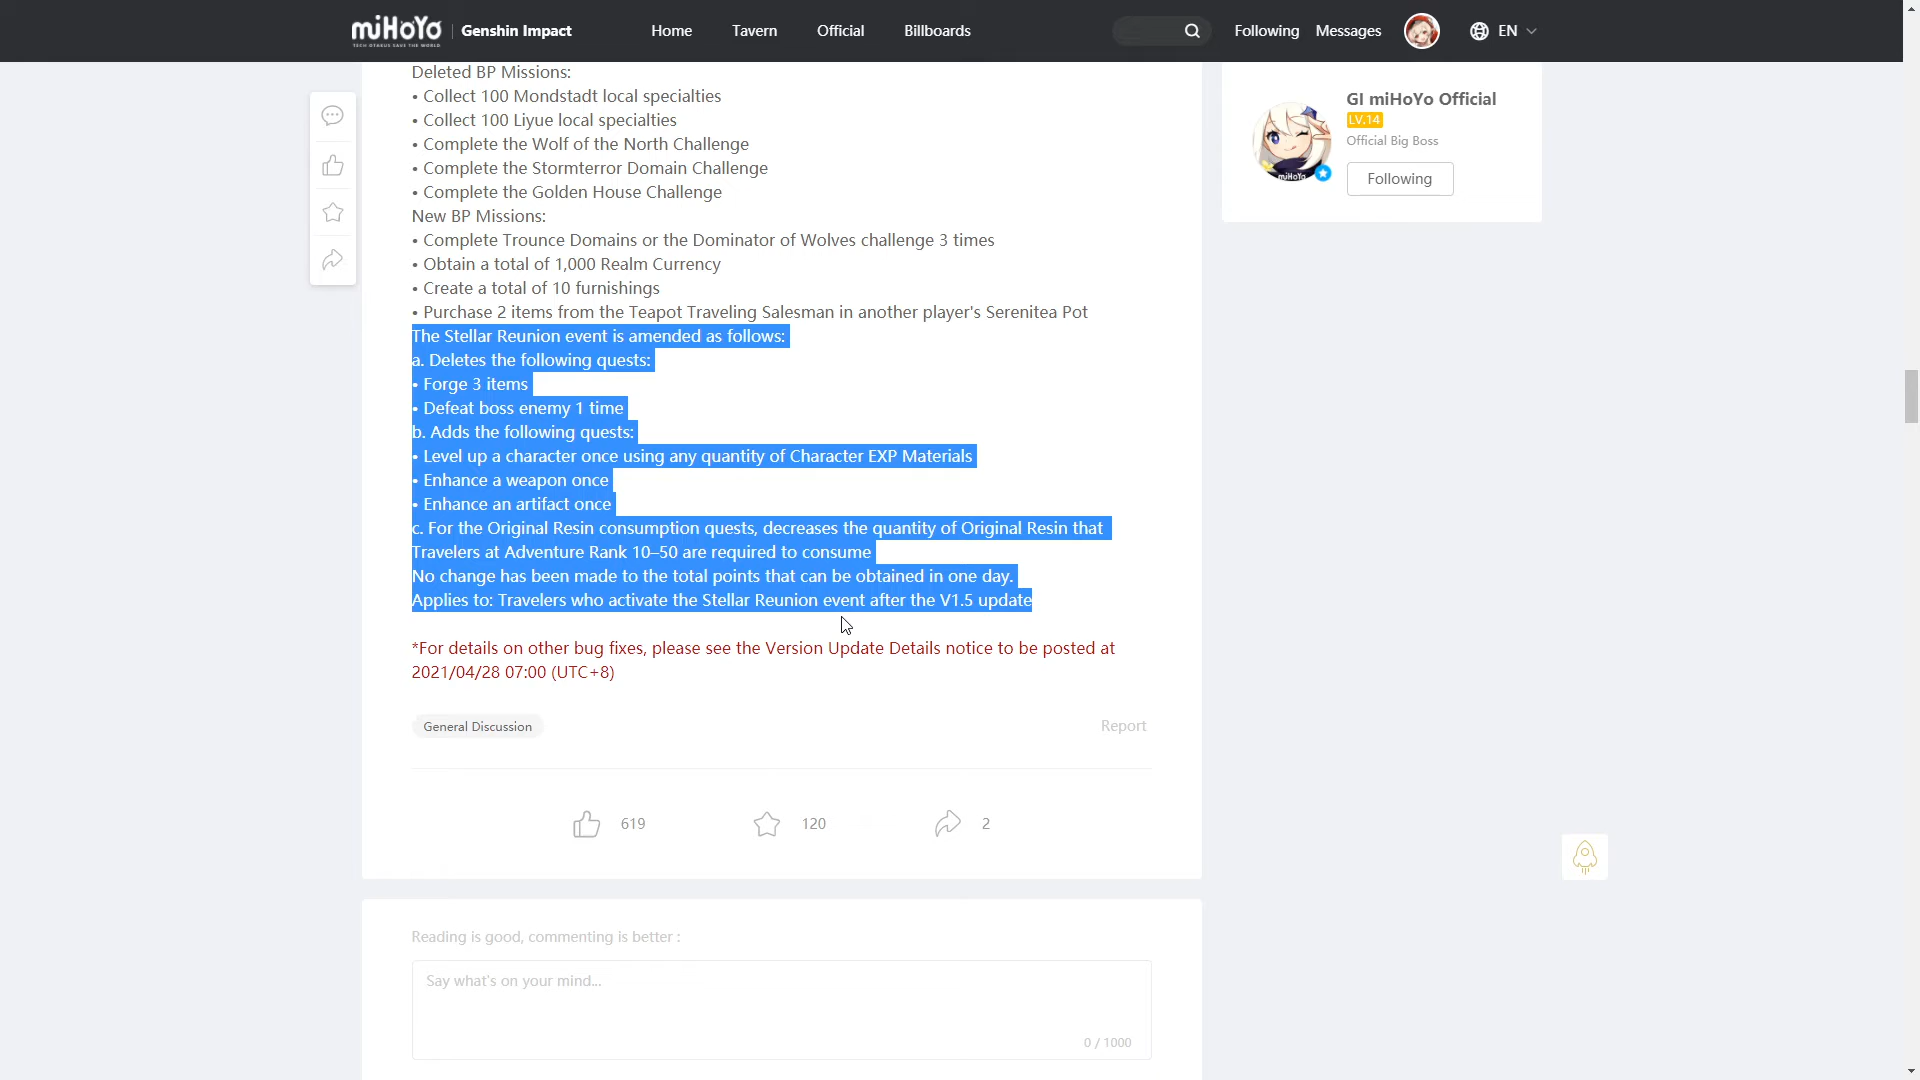 miHoYo
TECH OTAKUS SAVE THE WORLD
Genshin Impact
Home
Tavern
Official
Billboards
Following
Messages
EN
Deleted BP Missions:
• Collect 100 Mondstadt local specialties
• Collect 100 Liyue local specialties
• Complete the Wolf of the North Challenge
• Complete the Stormterror Domain Challenge
• Complete the Golden House Challenge
New BP Missions:
• Complete Trounce Domains or the Dominator of Wolves challenge 3 times
• Obtain a total of 1,000 Realm Currency
• Create a total of 10 furnishings
• Purchase 2 items from the Teapot Traveling Salesman in another player's Serenitea Pot
The Stellar Reunion event is amended as follows:
a. Deletes the following quests:
• Forge 3 items
• Defeat boss enemy 1 time
b. Adds the following quests:
• Level up a character once using any quantity of Character EXP Materials
• Enhance a weapon once
• Enhance an artifact once
c. For the Original Resin consumption quests, decreases the quantity of Original Resin that
Travelers at Adventure Rank 10–50 are required to consume
No change has been made to the total points that can be obtained in one day.
Applies to: Travelers who activate the Stellar Reunion event after the V1.5 update
*For details on other bug fixes, please see the Version Update Details notice to be posted at
2021/04/28 07:00 (UTC+8)
General Discussion
Report
619
120
2
Reading is good, commenting is better :
Say what's on your mind...
0 / 1000
GI miHoYo Official
LV.14
Official Big Boss
miHoYo
Following